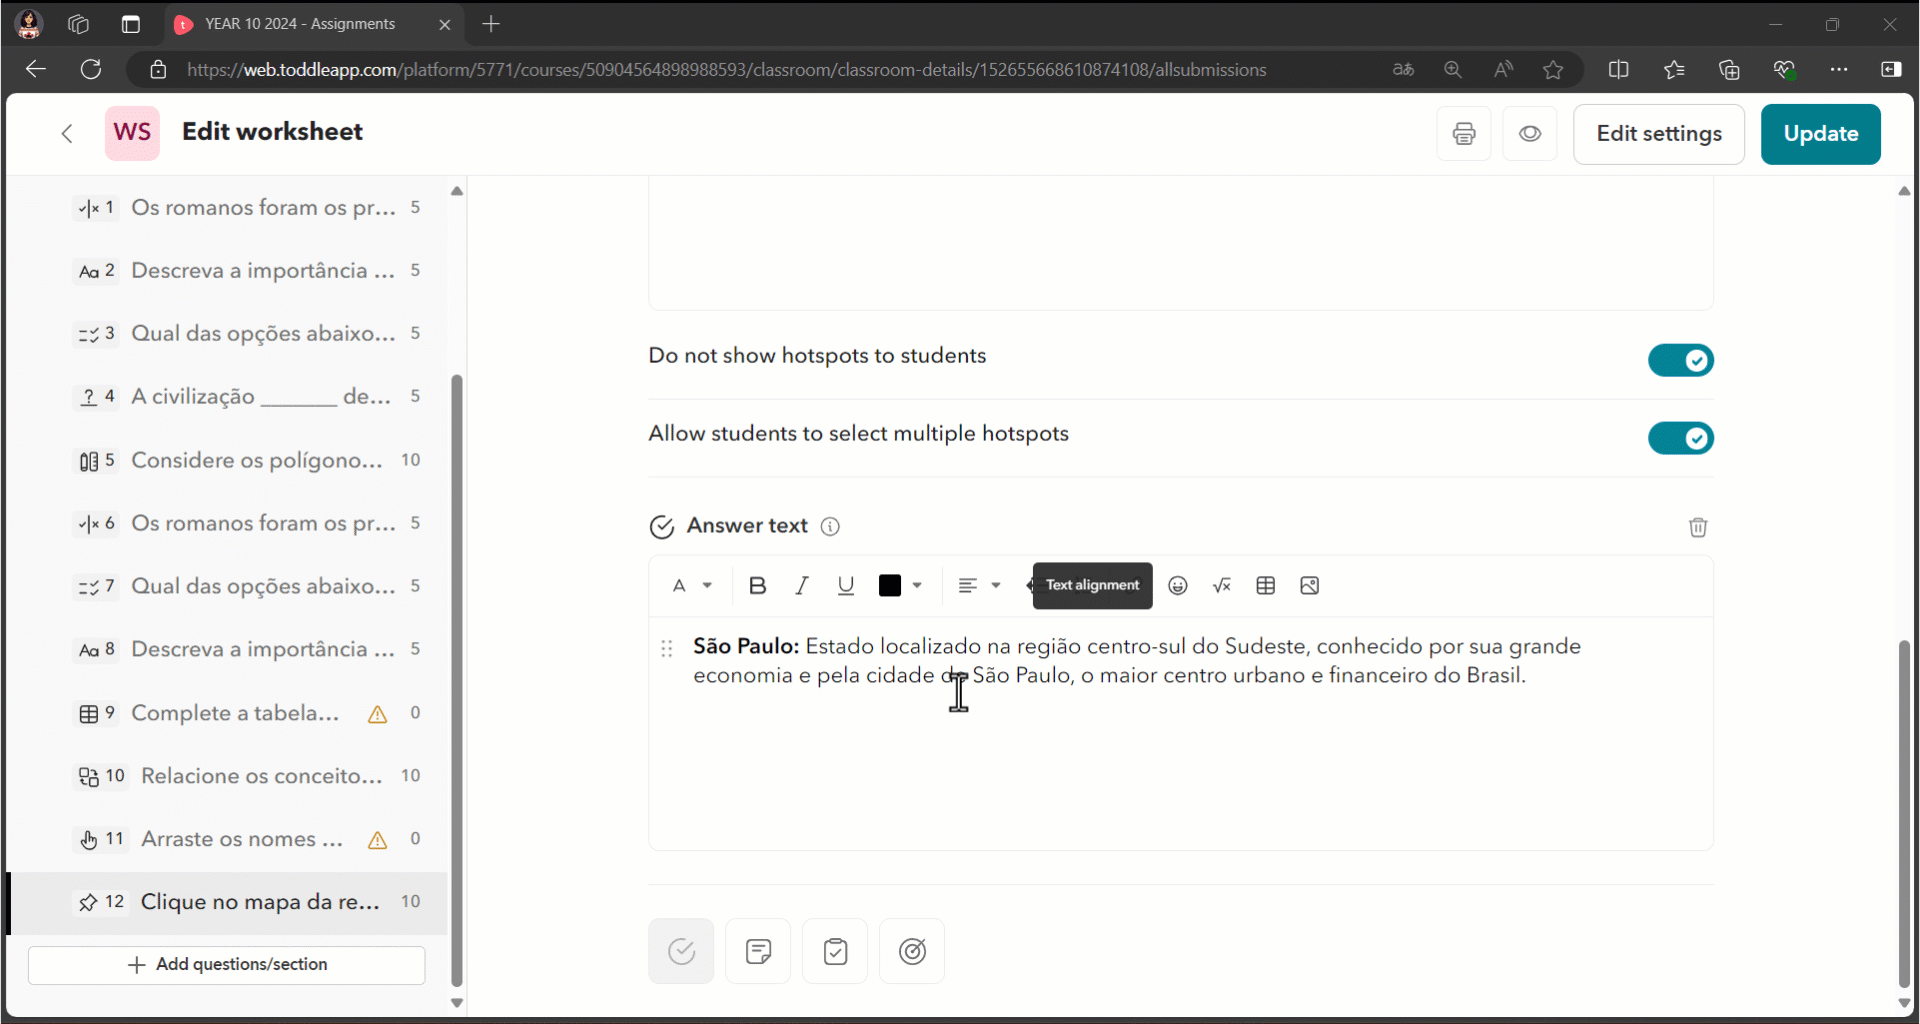 YEAR 10 2024 - Assignments
https://web.toddleapp.com/platform/5771/courses/50904564898988593/classroom/classroom-details/152655668610874108/allsubmissions
WS Edit worksheet
Edit settings
Update
1 Os romanos foram os pr... 5
Aa 2 Descreva a importância ... 5
3 Qual das opções abaixo... 5
? 4 A civilização _______ de... 5
5 Considere os polígono... 10
6 Os romanos foram os pr... 5
7 Qual das opções abaixo... 5
Aa 8 Descreva a importância ... 5
9 Complete a tabela... 0
10 Relacione os conceito... 10
11 Arraste os nomes ... 0
12 Clique no mapa da re... 10
+ Add questions/section
Do not show hotspots to students
Allow students to select multiple hotspots
Answer text
A B I U Text alignment
São Paulo: Estado localizado na região centro-sul do Sudeste, conhecido por sua grande
economia e pela cidade de São Paulo, o maior centro urbano e financeiro do Brasil.